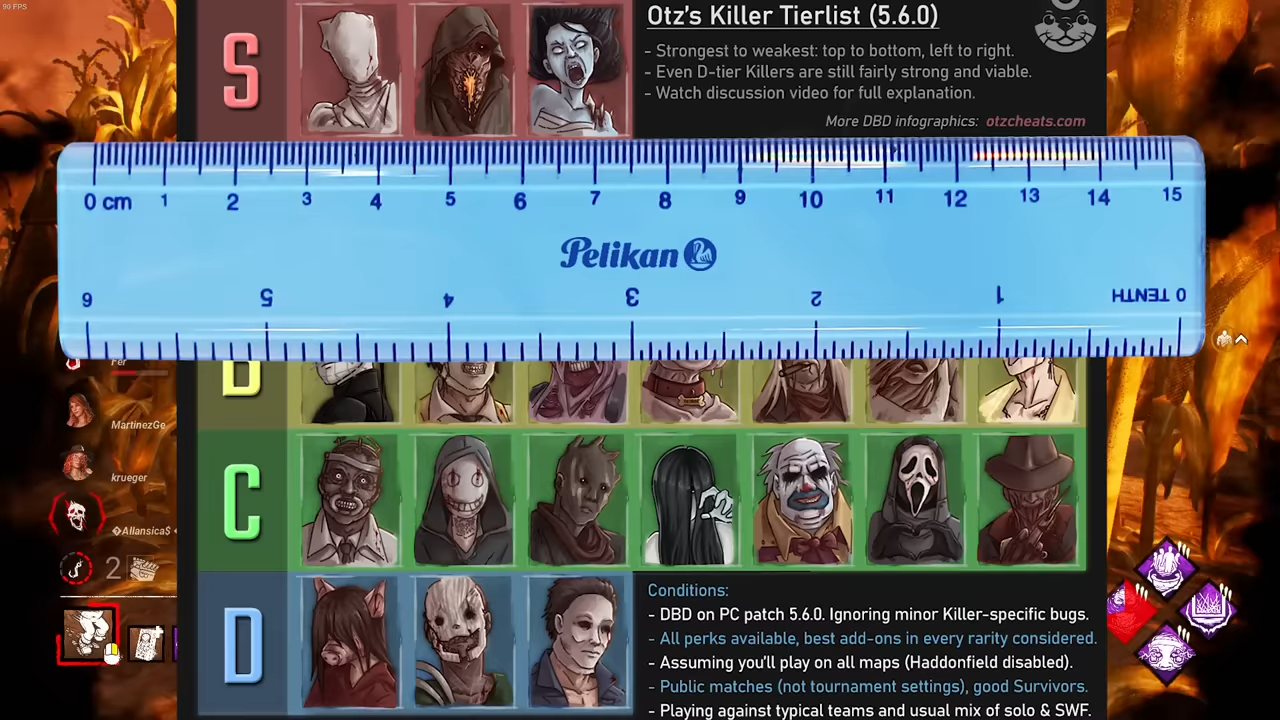 90 FPS
S
Otz's Killer Tierlist (5.6.0)
- Strongest to weakest: top to bottom, left to right.
- Even D-tier Killers are still fairly strong and viable.
- Watch discussion video for full explanation.
More DBD infographics: otzcheats.com
0 cm 1 2 3 4 5 6 7 8 9 10 11 12 13 14 15
Pelikan
6 5 4 3 2 1 0 TENTH
Fer
B
MartinezGe
krueger
C
�Allansica$
2
D
Conditions:
- DBD on PC patch 5.6.0. Ignoring minor Killer-specific bugs.
- All perks available, best add-ons in every rarity considered.
- Assuming you'll play on all maps (Haddonfield disabled).
- Public matches (not tournament settings), good Survivors.
- Playing against typical teams and usual mix of solo & SWF.